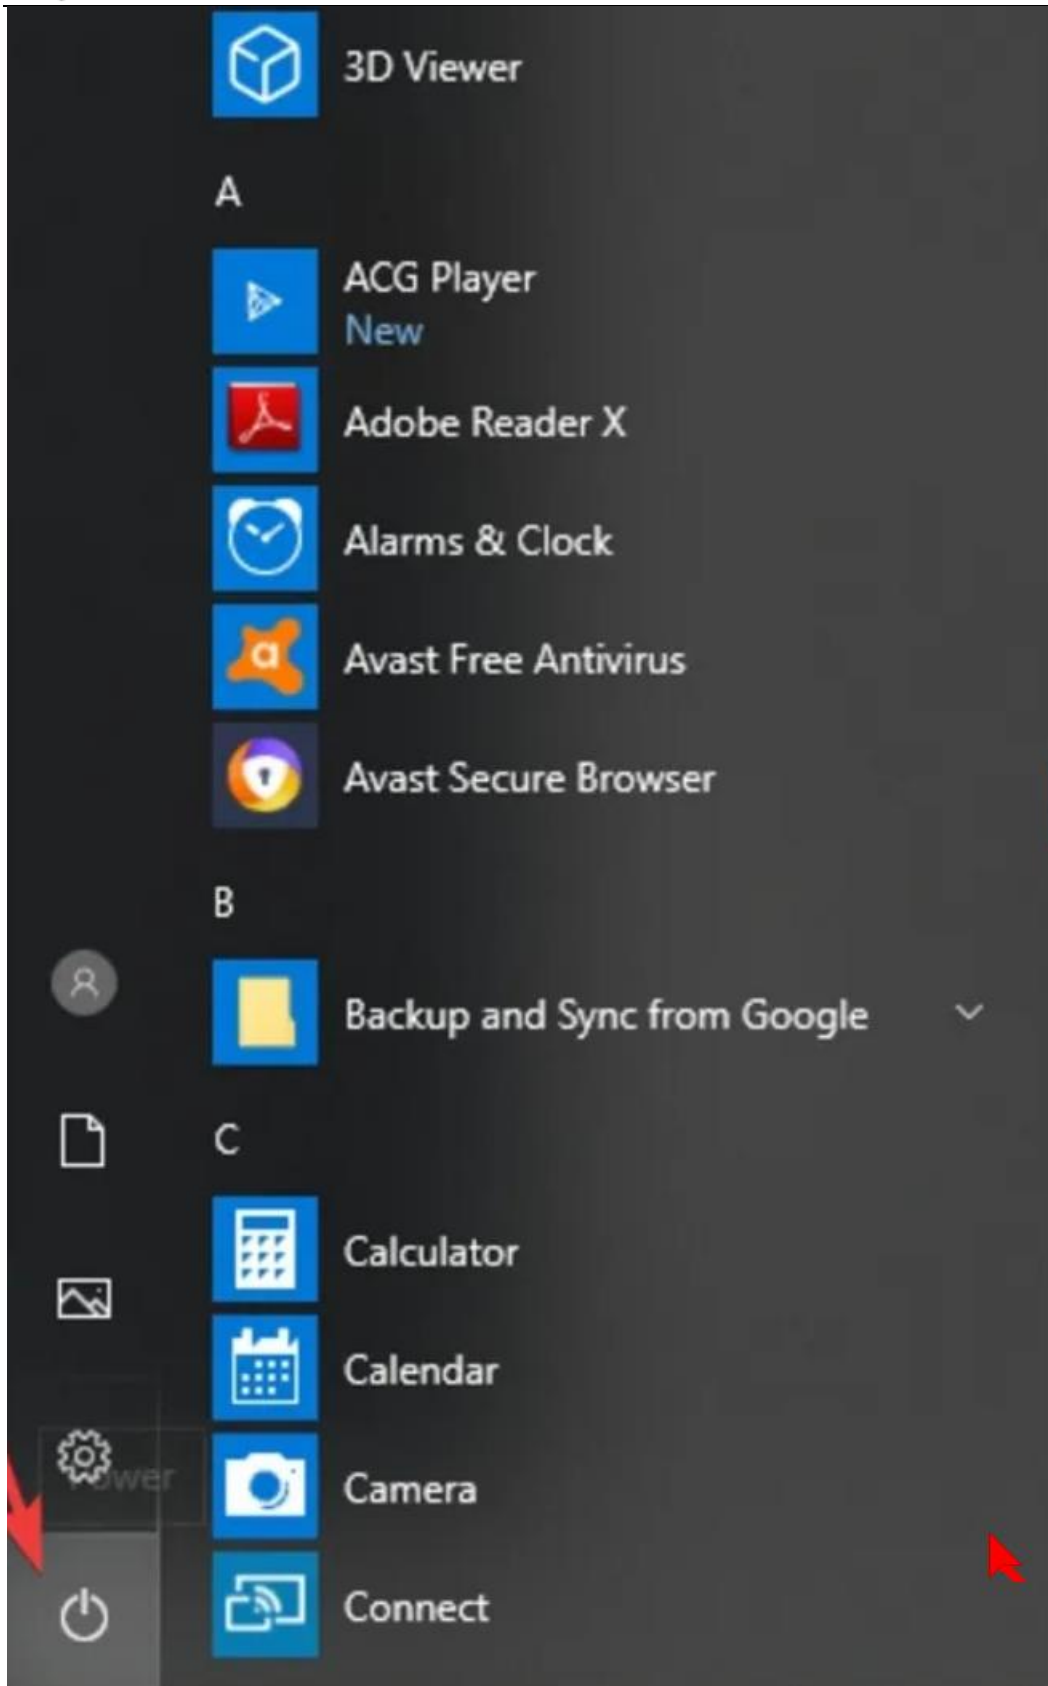 3D Viewer
A
ACG Player
New
Adobe Reader X
Alarms & Clock
Avast Free Antivirus
Avast Secure Browser
B
Backup and Sync from Google
C
Calculator
Calendar
Power
Camera
Connect